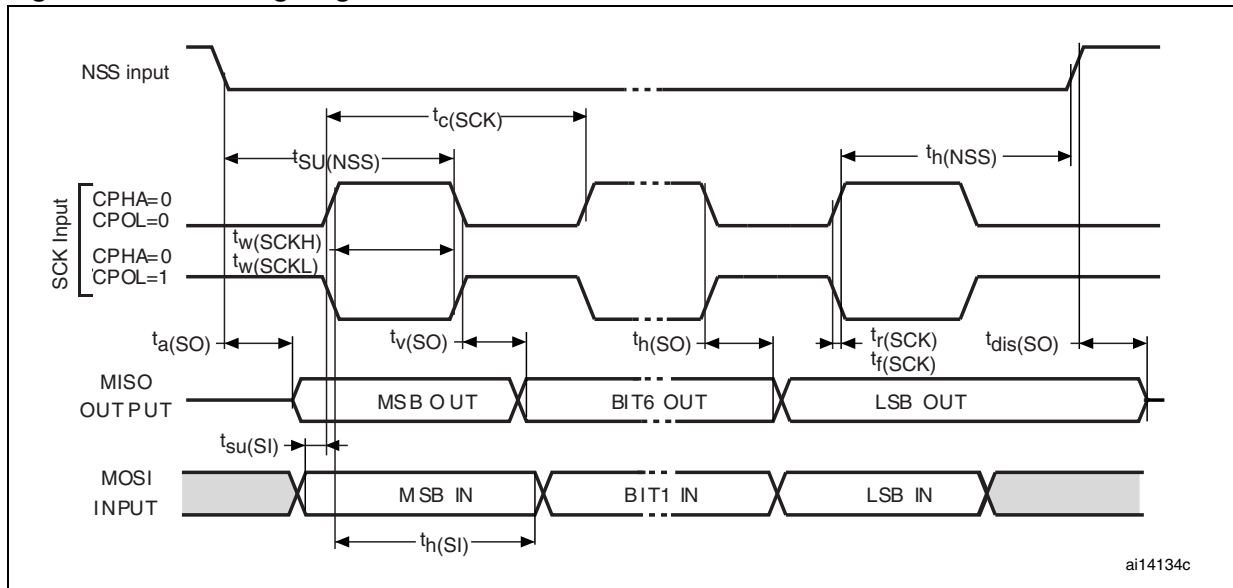 NSS input
tc(SCK)
tSU(NSS)
th(NSS)
SCK Input
CPHA=0
CPOL=0
tw(SCKH)
CPHA=0
tw(SCKL)
CPOL=1
ta(SO)
tv(SO)
th(SO)
tr(SCK)
tf(SCK)
tdis(SO)
MISO
OUTPUT
MSB OUT
BIT6 OUT
LSB OUT
tsu(SI)
MOSI
INPUT
MSB IN
BIT1 IN
LSB IN
th(SI)
ai14134c